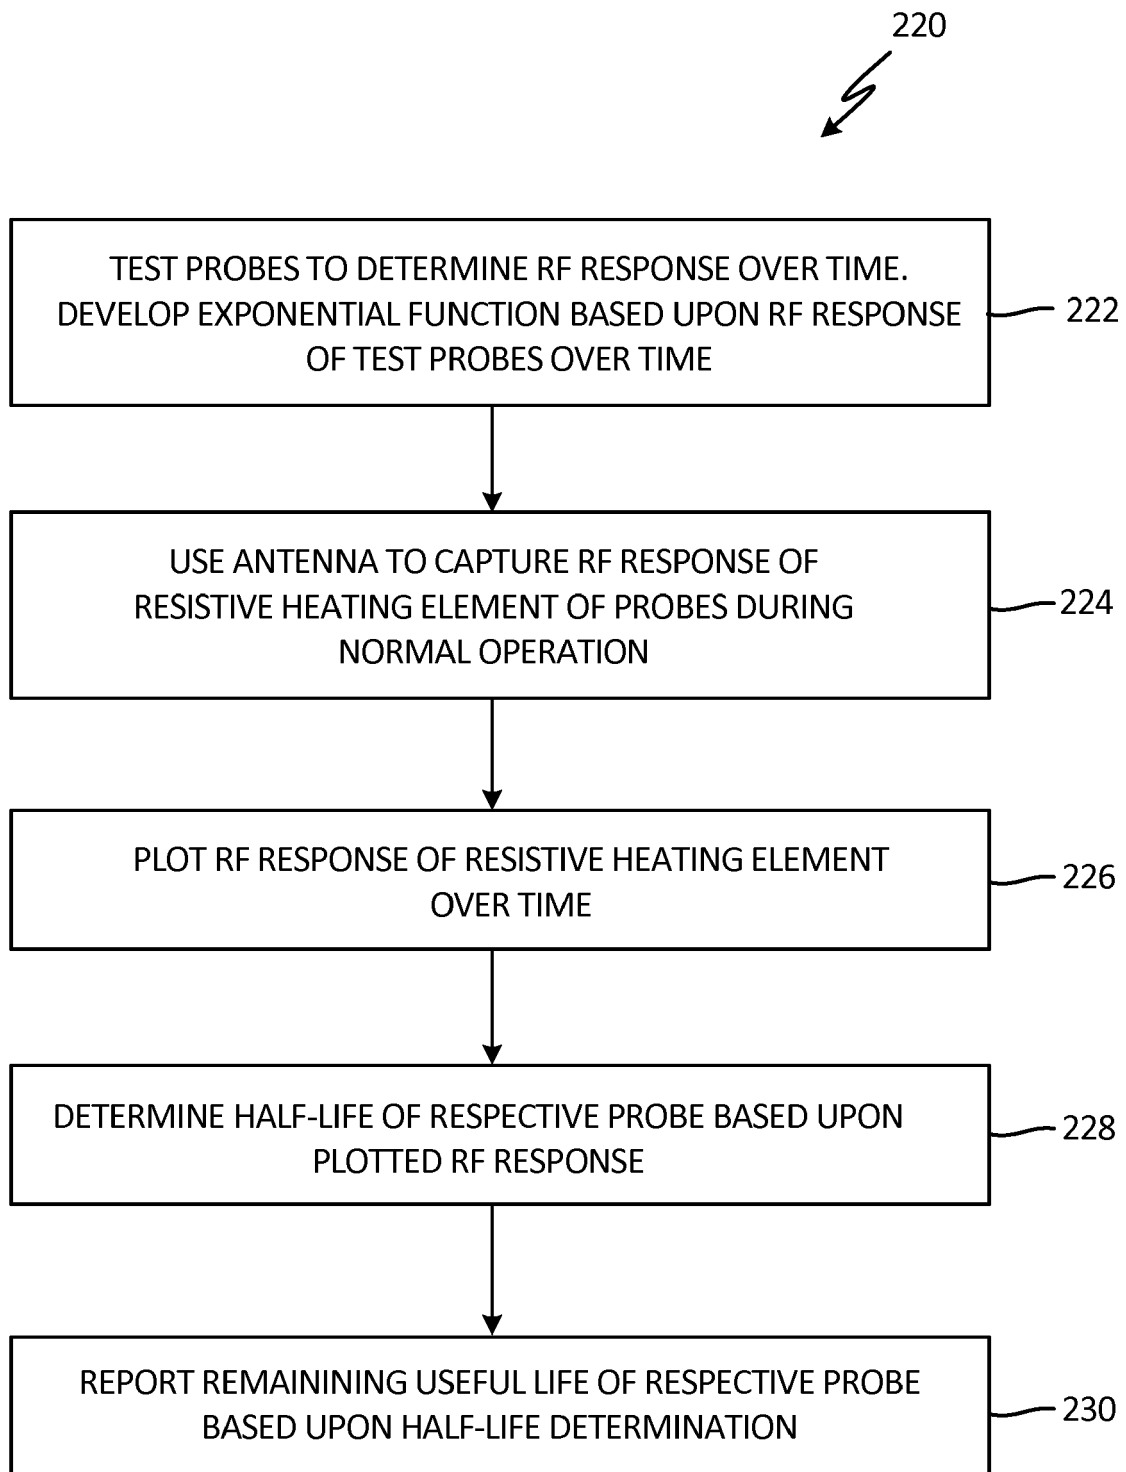 220
TEST PROBES TO DETERMINE RF RESPONSE OVER TIME.
DEVELOP EXPONENTIAL FUNCTION BASED UPON RF RESPONSE
OF TEST PROBES OVER TIME
222
USE ANTENNA TO CAPTURE RF RESPONSE OF
RESISTIVE HEATING ELEMENT OF PROBES DURING
NORMAL OPERATION
224
PLOT RF RESPONSE OF RESISTIVE HEATING ELEMENT
OVER TIME
226
DETERMINE HALF-LIFE OF RESPECTIVE PROBE BASED UPON
PLOTTED RF RESPONSE
228
REPORT REMAINING USEFUL LIFE OF RESPECTIVE PROBE
BASED UPON HALF-LIFE DETERMINATION
230